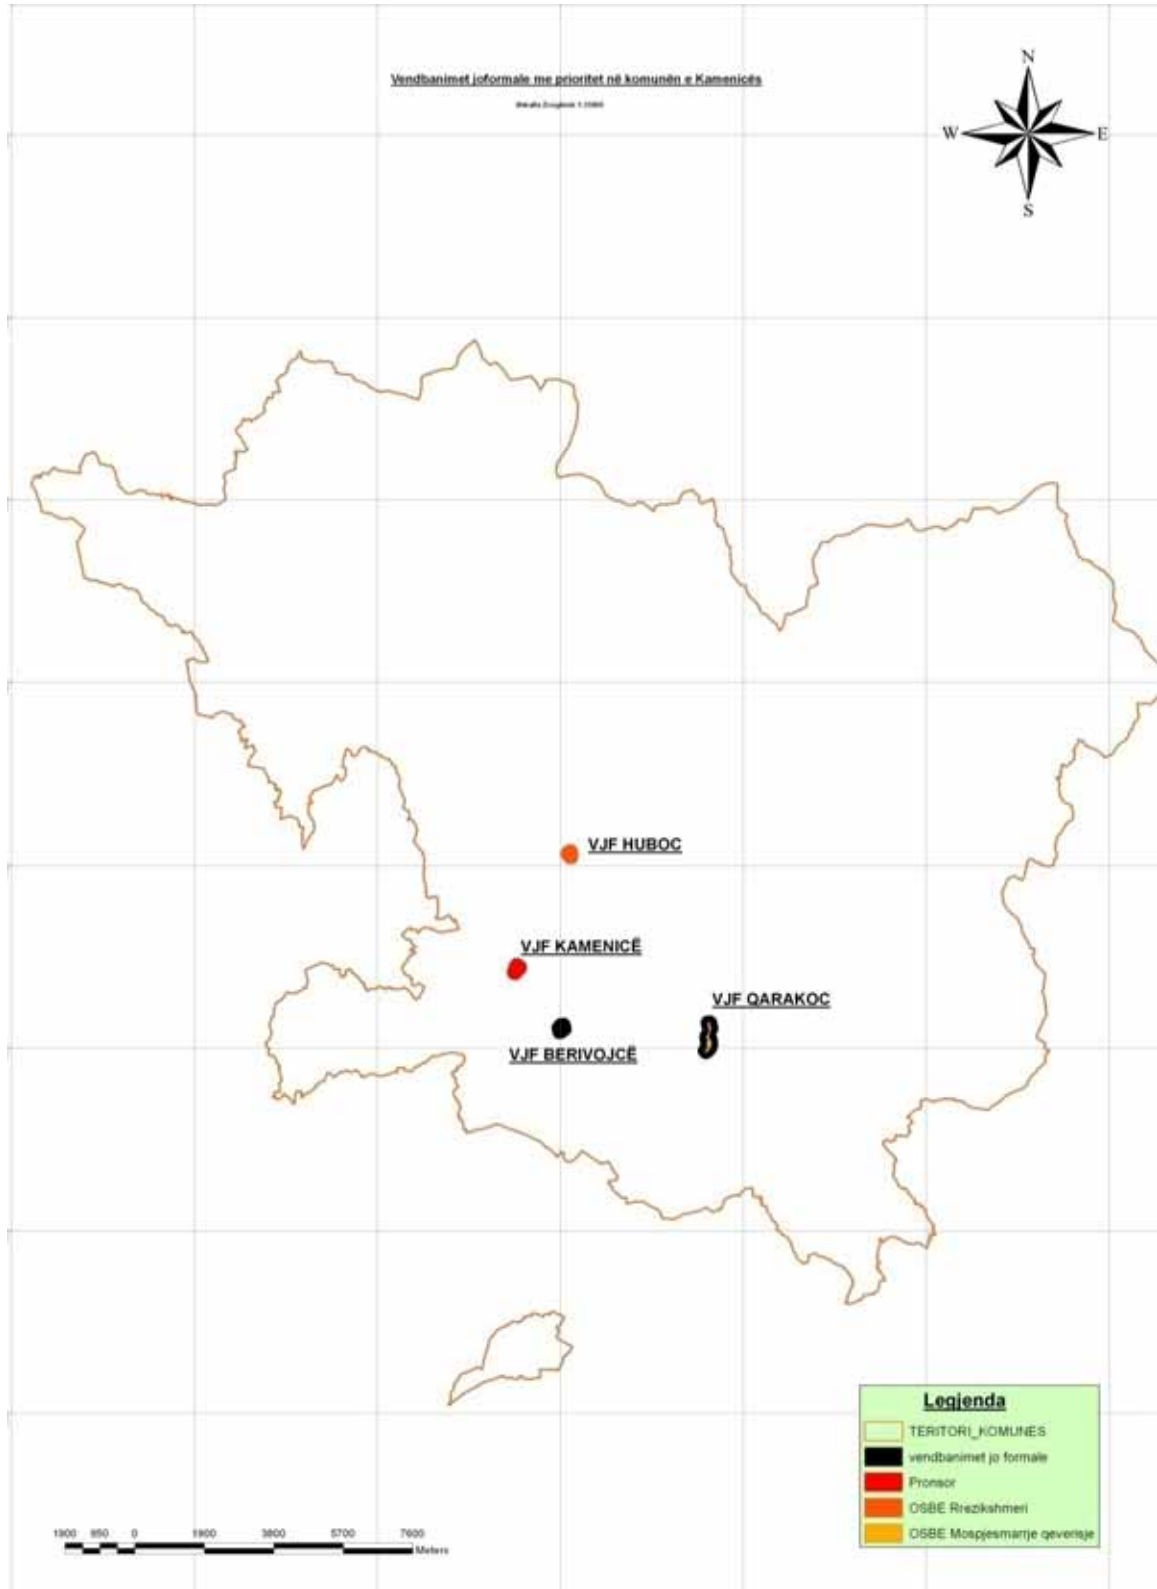 Vendbanimet joformale me prioritet në komunën e Kamenicës
N
W E
S
VJF HUBOC
VJF KAMENICË
VJF QARAKOC
VJF BERIVOJCË
Legjenda
TERITORI_KOMUNES
vendbanimet jo formale
Pronsor
OSBE Rrezikshmeri
OSBE Mospjesmarrje qeverisje
1900 950 0 1900 3800 5700 7600
Meters